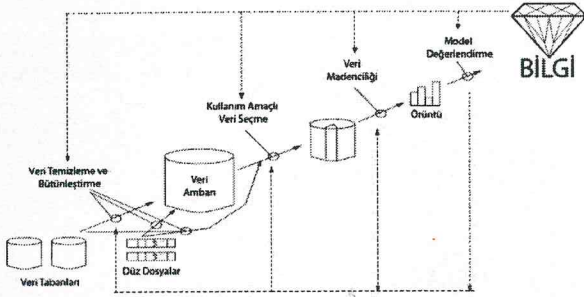 Model
Değerlendirme
BİLGİ
Veri
Madenciliği
Kullanım Amaçlı
Veri Seçme
Örüntü
Veri Temizleme ve
Bütünleştirme
Veri
Ambarı
Veri Tabanları
Düz Dosyalar